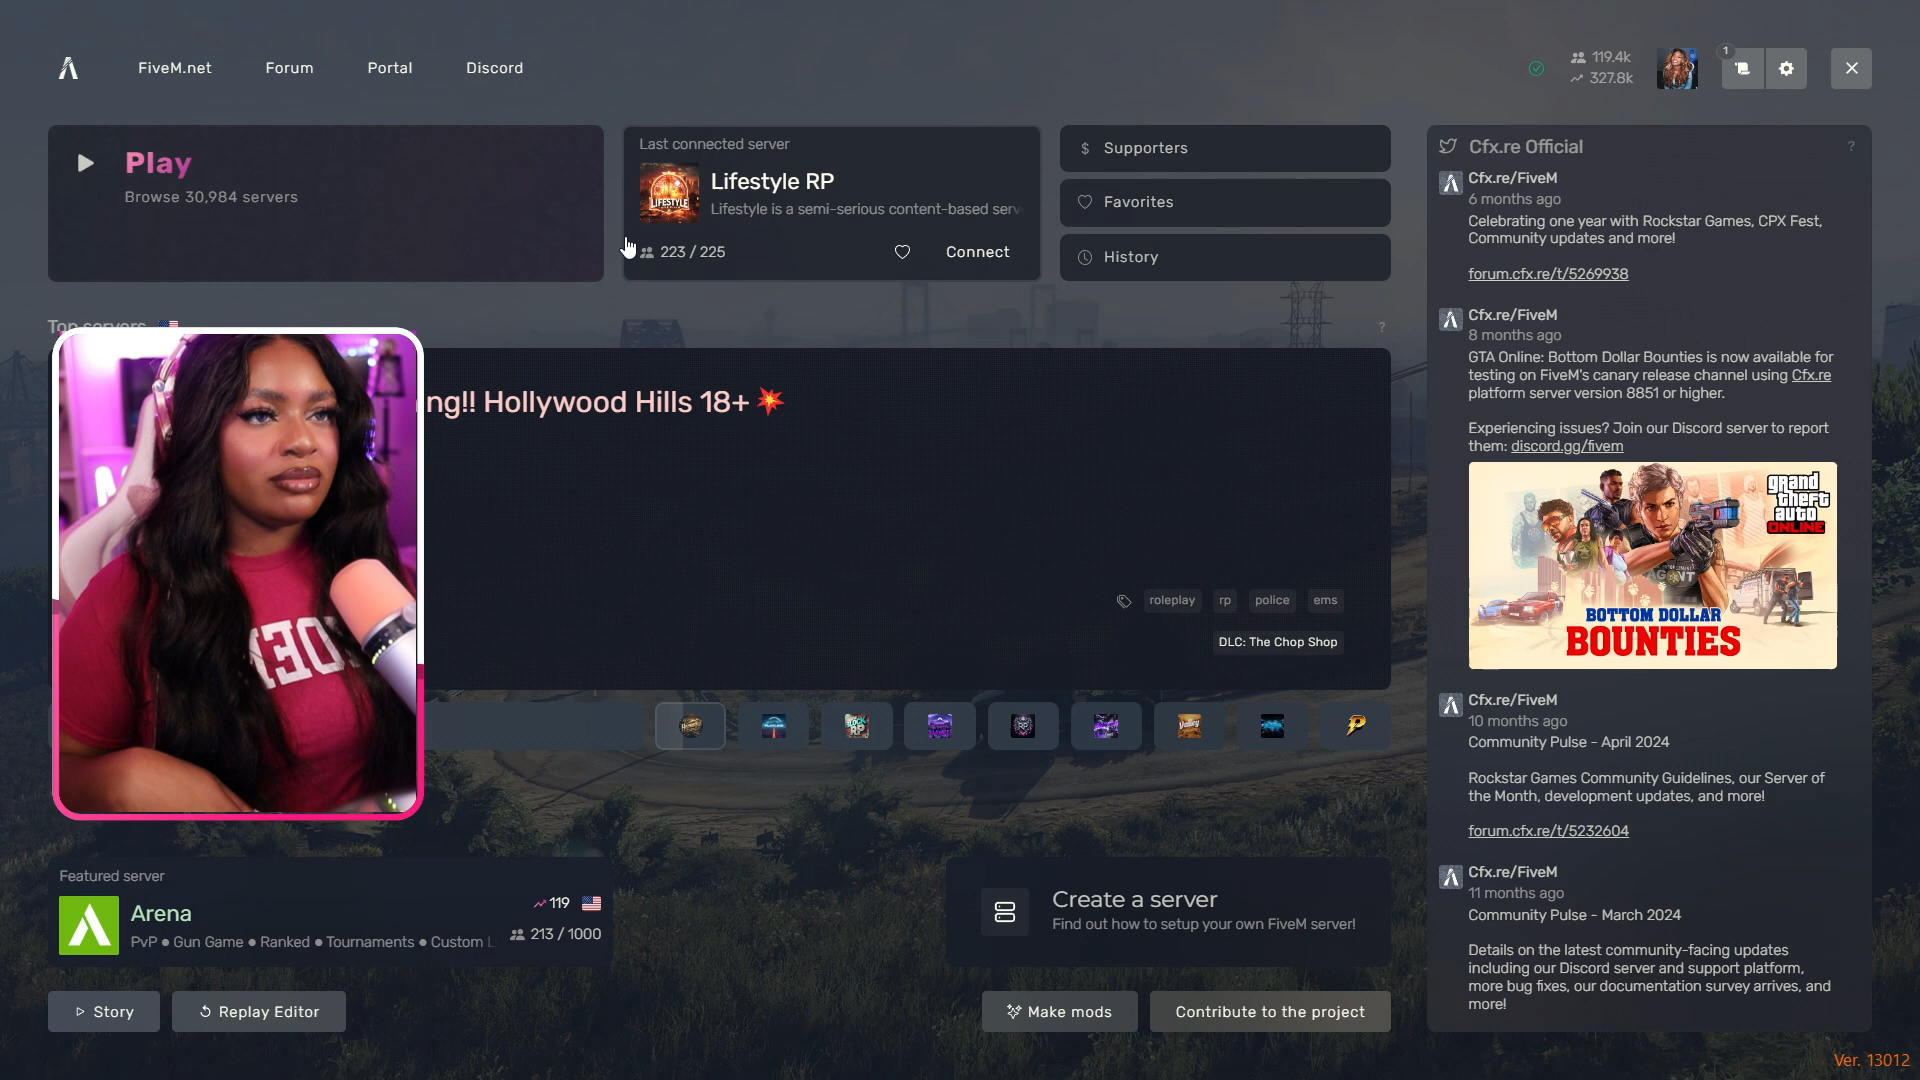 FiveM.net
Forum
Portal
Discord
119.4k
327.8k
1
Play
Browse 30,984 servers
Last connected server
LIFESTYLE
Lifestyle RP
Lifestyle is a semi-serious content-based serv
223 / 225
Connect
$ Supporters
Favorites
History
Cfx.re Official
?
Cfx.re/FiveM
6 months ago
Celebrating one year with Rockstar Games, CPX Fest,
Community updates and more!
forum.cfx.re/t/5269938
Cfx.re/FiveM
8 months ago
GTA Online: Bottom Dollar Bounties is now available for
testing on FiveM's canary release channel using Cfx.re
platform server version 8851 or higher.
Experiencing issues? Join our Discord server to report
them: discord.gg/fivem
grand
theft
auto
ONLINE
AGENT
BOTTOM DOLLAR
BOUNTIES
Cfx.re/FiveM
10 months ago
Community Pulse - April 2024
Rockstar Games Community Guidelines, our Server of
the Month, development updates, and more!
forum.cfx.re/t/5232604
Cfx.re/FiveM
11 months ago
Community Pulse - March 2024
Details on the latest community-facing updates
including our Discord server and support platform,
more bug fixes, our documentation survey arrives, and
more!
Top servers
?
ng!! Hollywood Hills 18+
roleplay
rp
police
ems
DLC: The Chop Shop
Featured server
Arena
PvP ● Gun Game ● Ranked ● Tournaments ● Custom L
119
213 / 1000
Create a server
Find out how to setup your own FiveM server!
Story
Replay Editor
Make mods
Contribute to the project
Ver. 13012